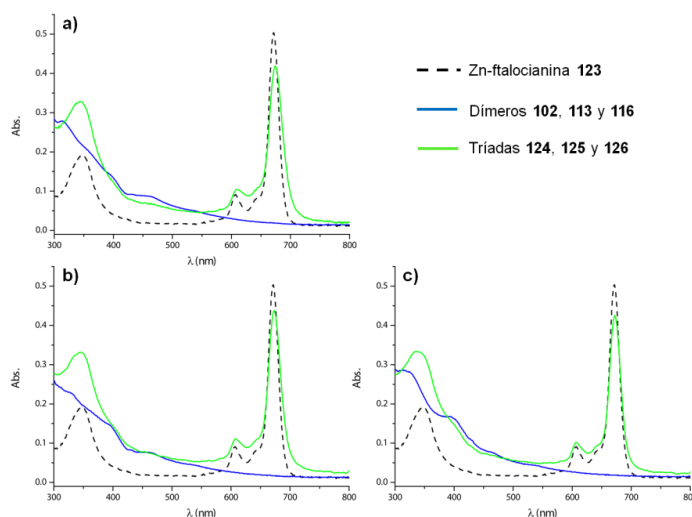 a)
0.5
0.4
0.3
0.2
0.1
0.0
Abs.
300 400 500 600 700 800
λ (nm)
Zn-ftalocianina 123
Dímeros 102, 113 y 116
Tríadas 124, 125 y 126
b)
0.5
0.4
0.3
0.2
0.1
0.0
Abs.
300 400 500 600 700 800
λ (nm)
c)
0.5
0.4
0.3
0.2
0.1
0.0
Abs.
300 400 500 600 700 800
λ (nm)